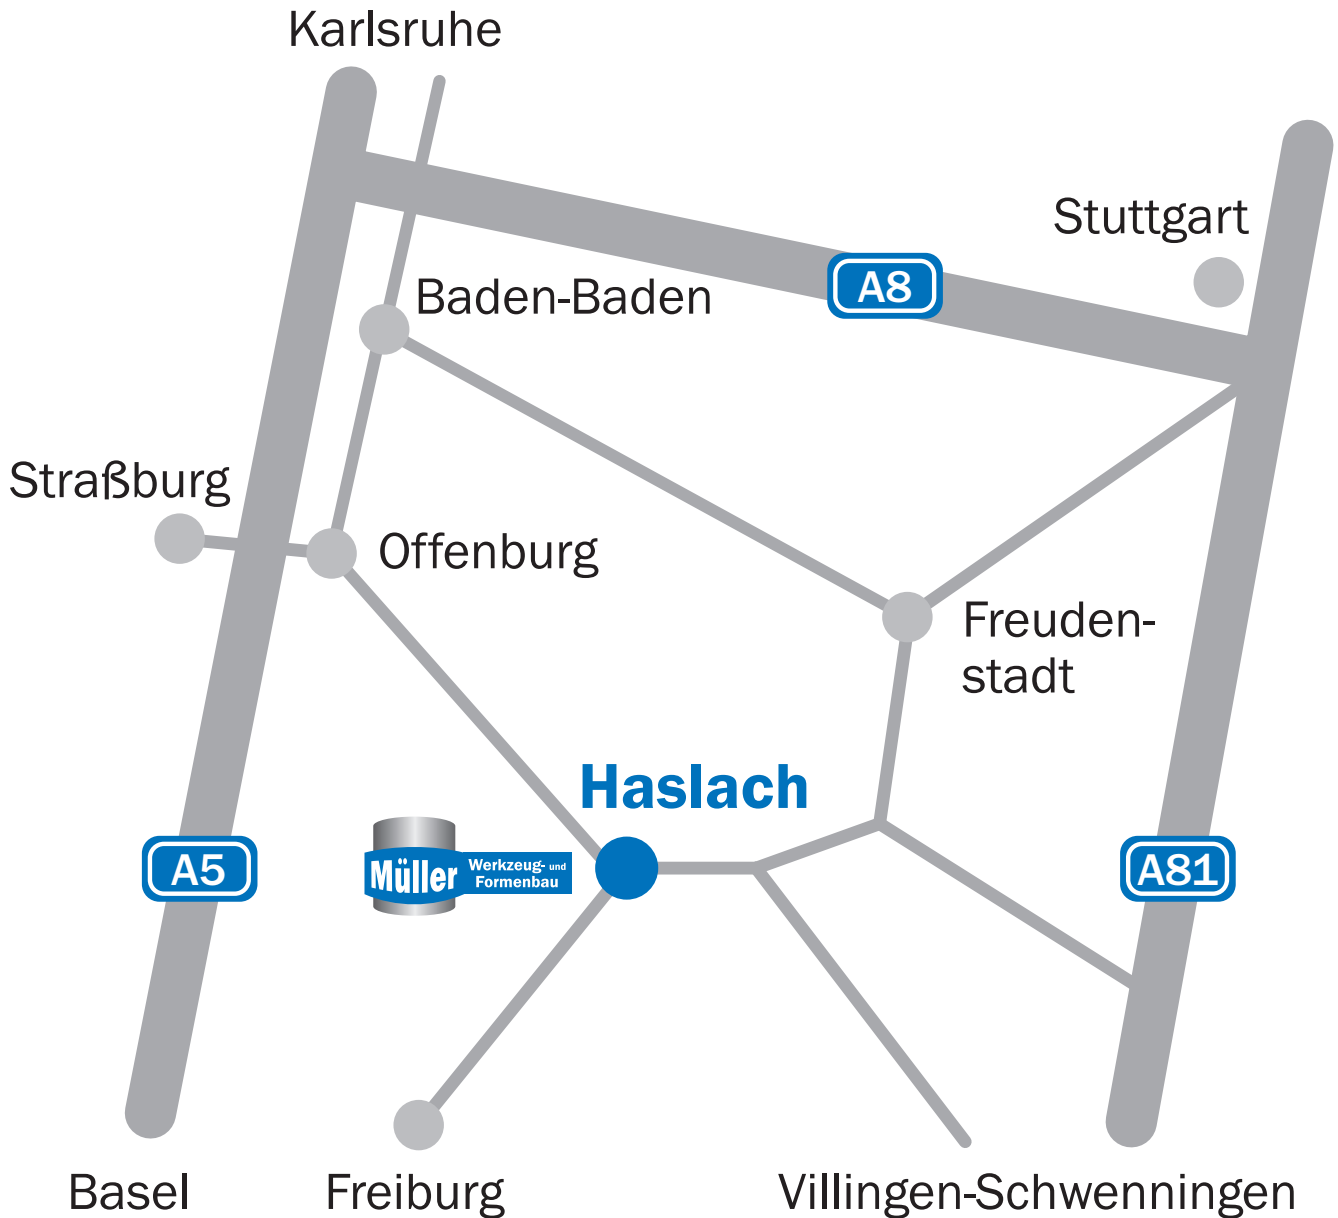 Karlsruhe
Stuttgart
A8
Baden-Baden
Straßburg
Offenburg
Freuden-
stadt
Haslach
A5
Müller
Werkzeug- und
Formenbau
A81
Basel
Freiburg
Villingen-Schwenningen